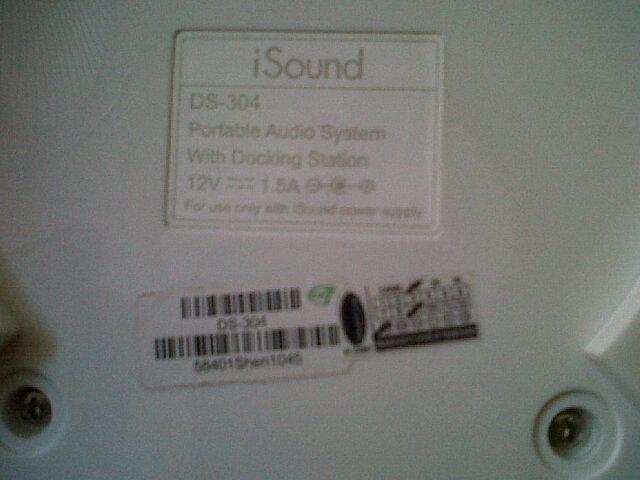 iSound
DS-304
Portable Audio System
With Docking Station
12V 1.5A
For use only with iSound power supply
DS-304
58401Shen1045